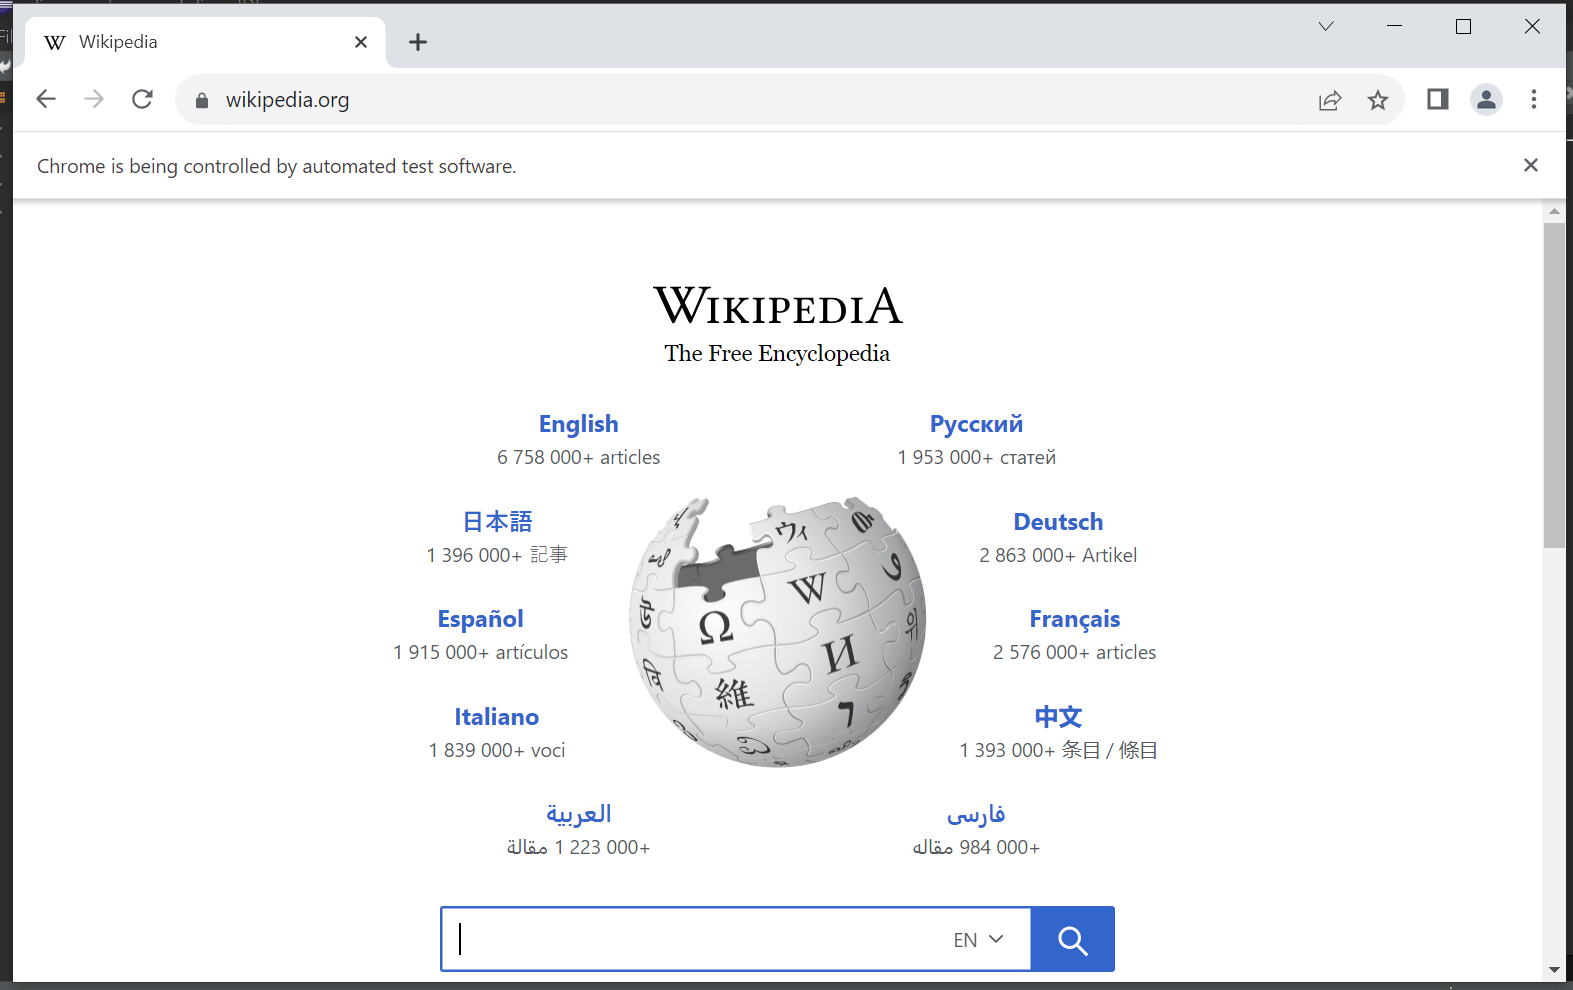 Wikipedia
wikipedia.org
Chrome is being controlled by automated test software.
WIKIPEDIA
The Free Encyclopedia
English
6 758 000+ articles
Русский
1 953 000+ статей
日本語
1 396 000+ 記事
Deutsch
2 863 000+ Artikel
Español
1 915 000+ artículos
Français
2 576 000+ articles
Italiano
1 839 000+ voci
中文
1 393 000+ 条目 / 條目
العربية
1 223 000+ مقالة
فارسی
984 000+ مقاله
Ω
W
ウィ
И
維
EN